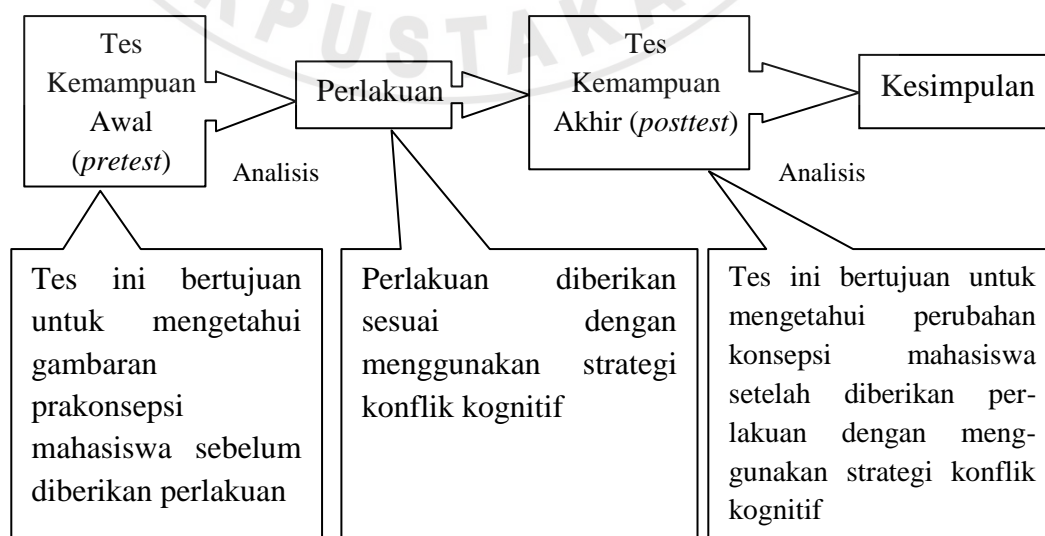 PUSTAK
Tes
Kemampuan
Awal
(pretest)
Analisis
Perlakuan
Tes
Kemampuan
Akhir (posttest)
Analisis
Kesimpulan
Tes ini bertujuan
untuk mengetahui
gambaran
prakonsepsi
mahasiswa sebelum
diberikan perlakuan
Perlakuan diberikan
sesuai dengan
menggunakan strategi
konflik kognitif
Tes ini bertujuan untuk
mengetahui perubahan
konsepsi mahasiswa
setelah diberikan per-
lakuan dengan meng-
gunakan strategi konflik
kognitif